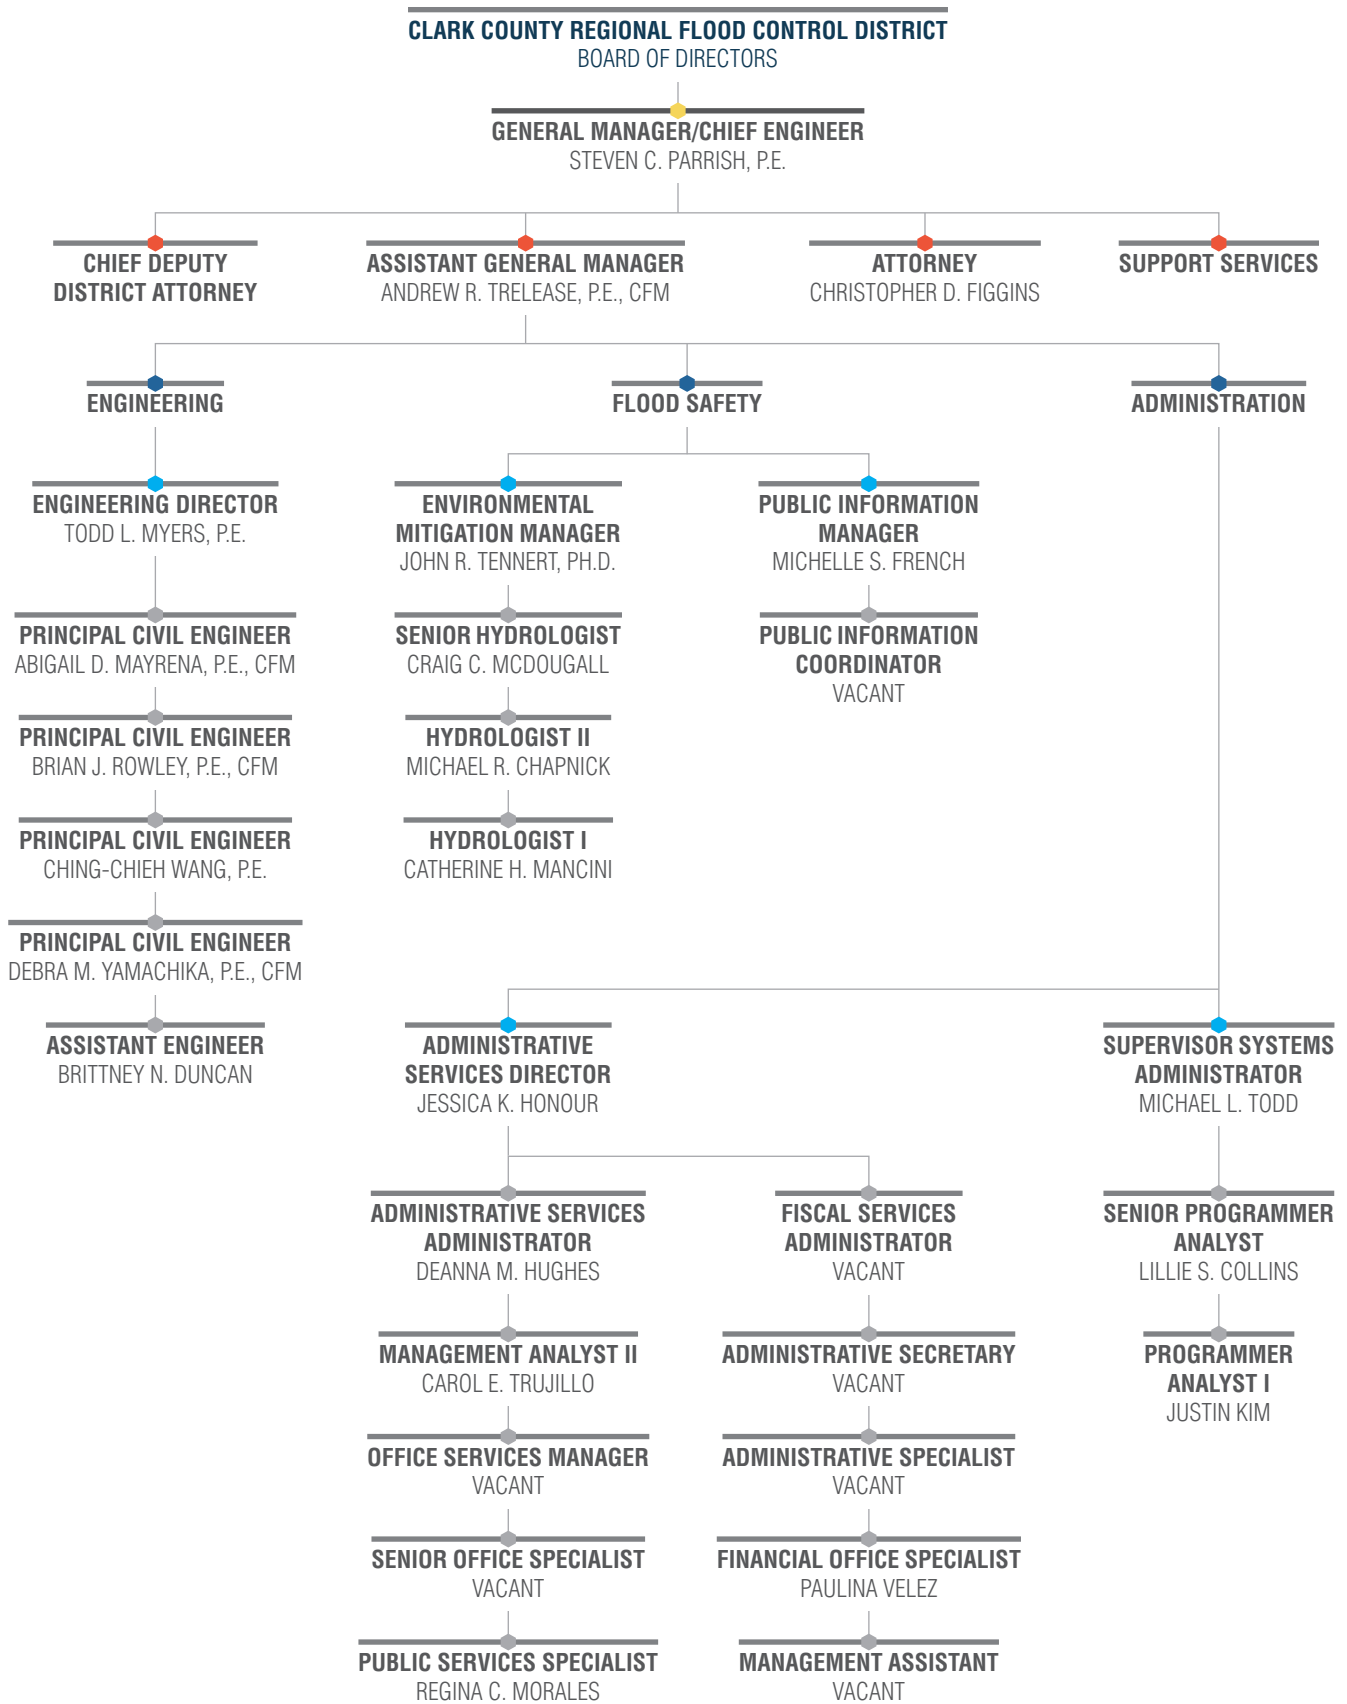 CLARK COUNTY REGIONAL FLOOD CONTROL DISTRICT
BOARD OF DIRECTORS
GENERAL MANAGER/CHIEF ENGINEER
STEVEN C. PARRISH, P.E.
CHIEF DEPUTY
DISTRICT ATTORNEY
ASSISTANT GENERAL MANAGER
ANDREW R. TRELEASE, P.E., CFM
ATTORNEY
CHRISTOPHER D. FIGGINS
SUPPORT SERVICES
ENGINEERING
FLOOD SAFETY
ADMINISTRATION
ENGINEERING DIRECTOR
TODD L. MYERS, P.E.
PRINCIPAL CIVIL ENGINEER
ABIGAIL D. MAYRENA, P.E., CFM
PRINCIPAL CIVIL ENGINEER
BRIAN J. ROWLEY, P.E., CFM
PRINCIPAL CIVIL ENGINEER
CHING-CHIEH WANG, P.E.
PRINCIPAL CIVIL ENGINEER
DEBRA M. YAMACHIKA, P.E., CFM
ASSISTANT ENGINEER
BRITTNEY N. DUNCAN
ENVIRONMENTAL
MITIGATION MANAGER
JOHN R. TENNERT, PH.D.
SENIOR HYDROLOGIST
CRAIG C. MCDOUGALL
HYDROLOGIST II
MICHAEL R. CHAPNICK
HYDROLOGIST I
CATHERINE H. MANCINI
PUBLIC INFORMATION
MANAGER
MICHELLE S. FRENCH
PUBLIC INFORMATION
COORDINATOR
VACANT
ADMINISTRATIVE
SERVICES DIRECTOR
JESSICA K. HONOUR
ADMINISTRATIVE SERVICES
ADMINISTRATOR
DEANNA M. HUGHES
MANAGEMENT ANALYST II
CAROL E. TRUJILLO
OFFICE SERVICES MANAGER
VACANT
SENIOR OFFICE SPECIALIST
VACANT
PUBLIC SERVICES SPECIALIST
REGINA C. MORALES
FISCAL SERVICES
ADMINISTRATOR
VACANT
ADMINISTRATIVE SECRETARY
VACANT
ADMINISTRATIVE SPECIALIST
VACANT
FINANCIAL OFFICE SPECIALIST
PAULINA VELEZ
MANAGEMENT ASSISTANT
VACANT
SUPERVISOR SYSTEMS
ADMINISTRATOR
MICHAEL L. TODD
SENIOR PROGRAMMER
ANALYST
LILLIE S. COLLINS
PROGRAMMER
ANALYST I
JUSTIN KIM